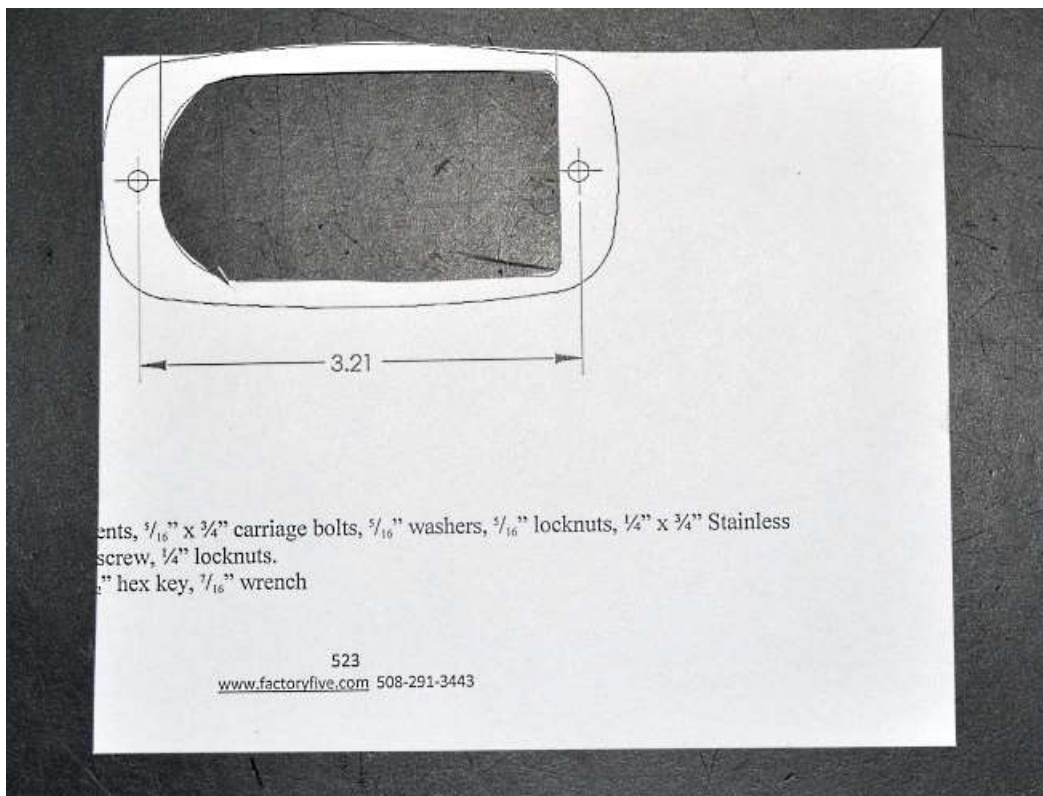 3.21
ents, ⁵/₁₆” x ¾” carriage bolts, ⁵/₁₆” washers, ⁵/₁₆” locknuts, ¼” x ¾” Stainless
screw, ¼” locknuts.
” hex key, ⁷/₁₆” wrench
523
www.factoryfive.com 508-291-3443